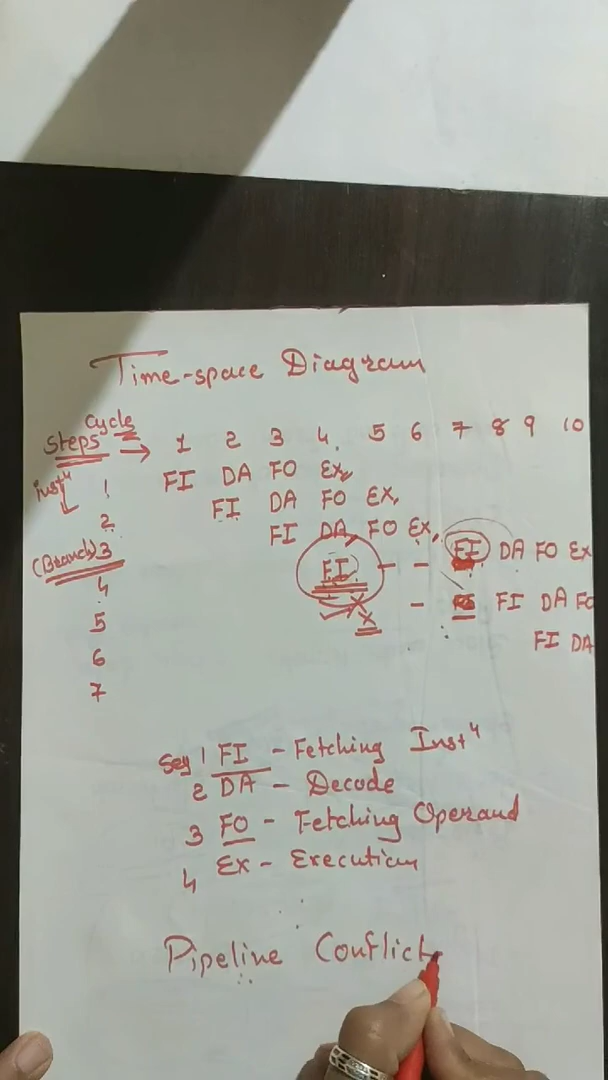 Time-space Diagram
Cycle
Steps → 1 2 3 4 5 6 7 8 9 10
instⁿ 1 FI DA FO Ex
2 FI DA FO EX
(Branch) 3 FI DA FO EX
4 FI - - FI DA FO Ex
5 X - FI DA FO
6 FI DA
7
Seg 1 FI - Fetching Instⁿ
2 DA - Decode
3 FO - Fetching Operand
4 Ex - Execution
Pipeline Conflict